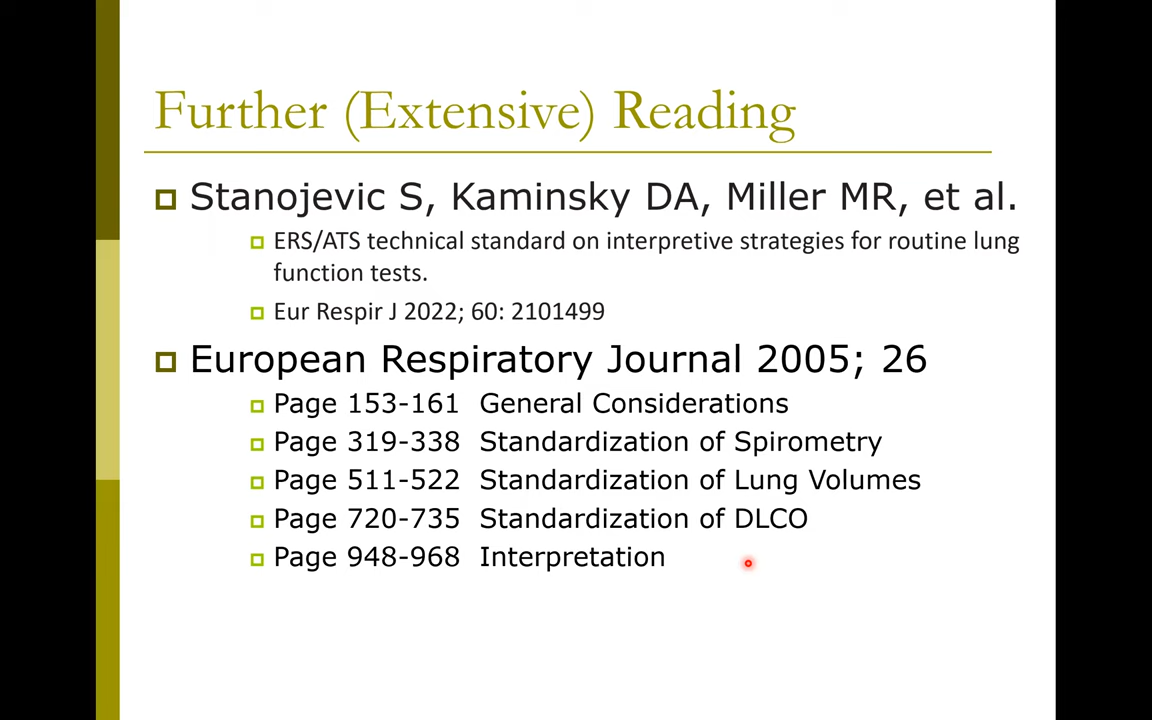 Further (Extensive) Reading
Stanojevic S, Kaminsky DA, Miller MR, et al.
ERS/ATS technical standard on interpretive strategies for routine lung
function tests.
Eur Respir J 2022; 60: 2101499
European Respiratory Journal 2005; 26
Page 153-161 General Considerations
Page 319-338 Standardization of Spirometry
Page 511-522 Standardization of Lung Volumes
Page 720-735 Standardization of DLCO
Page 948-968 Interpretation